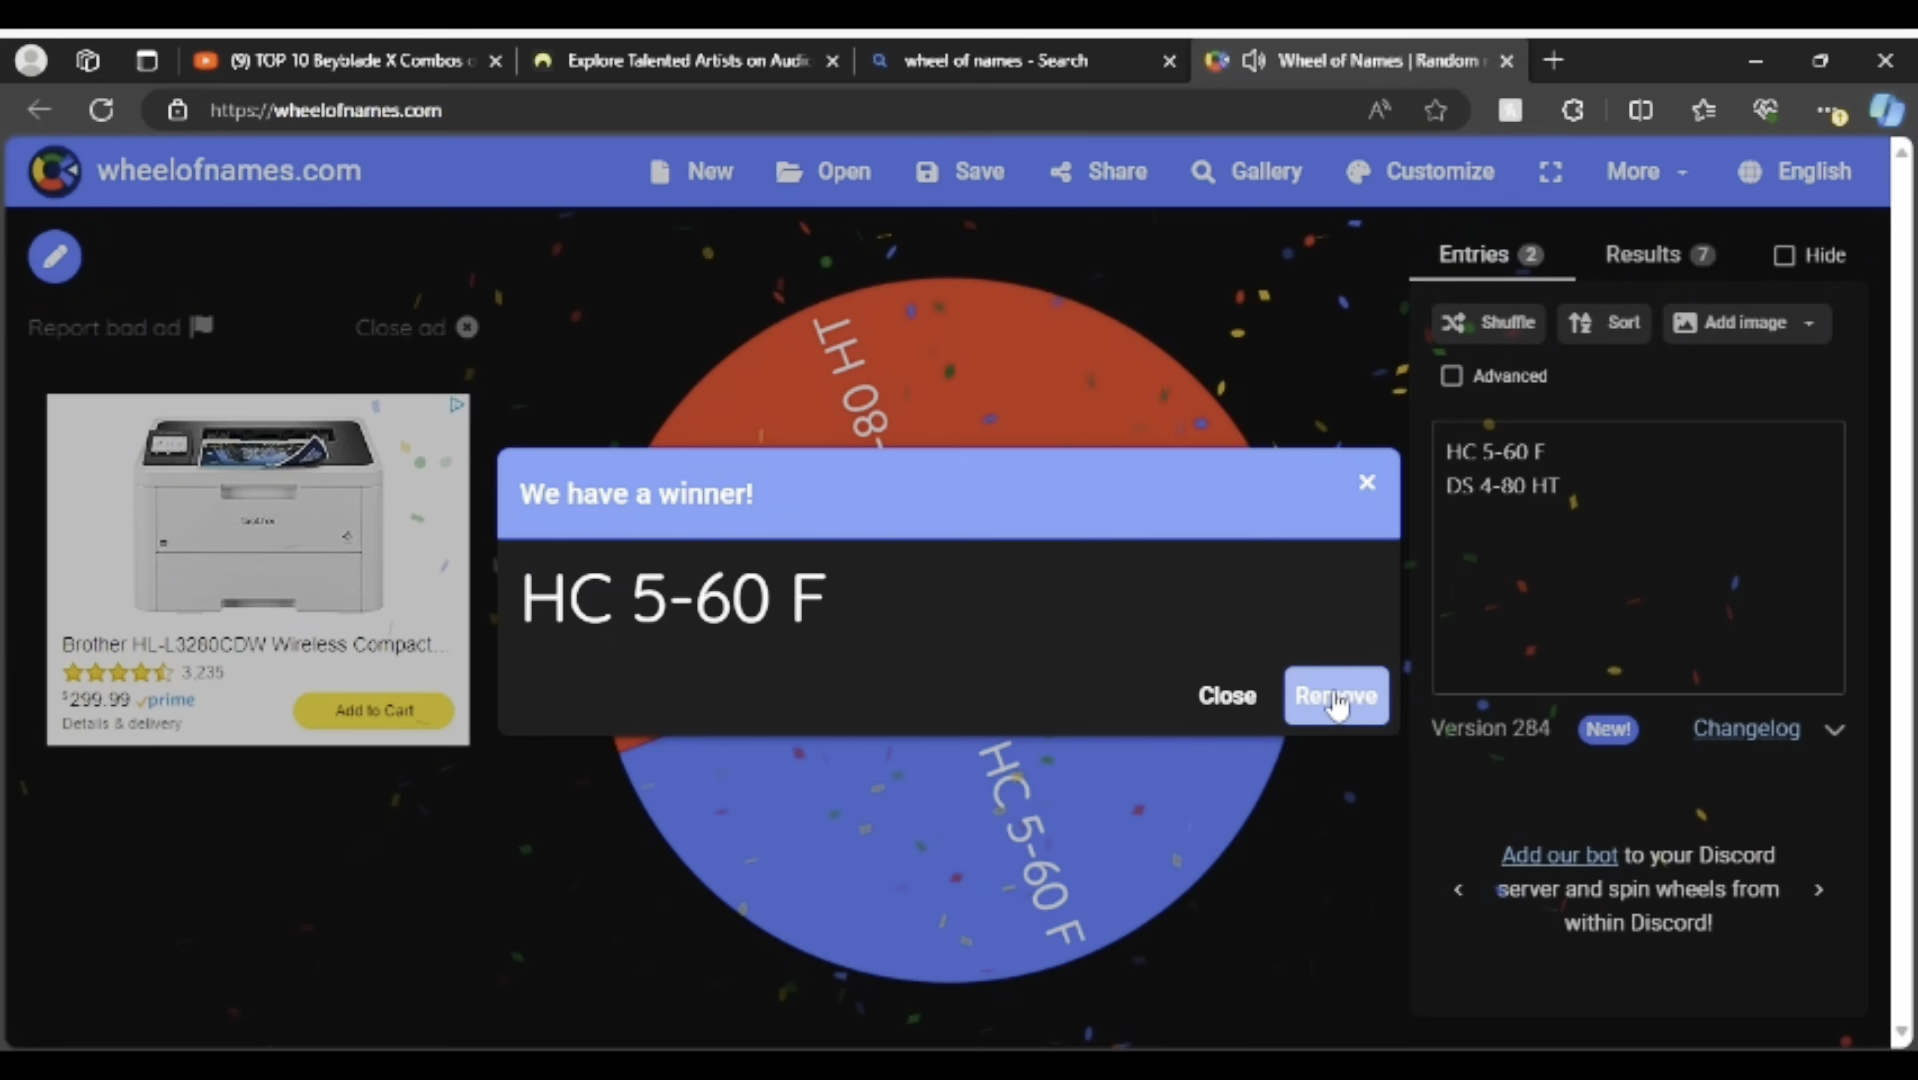 (9) TOP 10 Beyblade X Combos
Explore Talented Artists on Audi
wheel of names - Search
Wheel of Names | Random
https://wheelofnames.com
wheelofnames.com
New
Open
Save
Share
Gallery
Customize
More
English
Entries 2
Results 7
Hide
Report bad ad
Close ad
Shuffle
Sort
Add image
Advanced
-80 HT
HC 5-60 F
DS 4-80 HT
We have a winner!
HC 5-60 F
Close
Remove
Brother HL-L3280CDW Wireless Compact...
3,235
$299.99 prime
Add to Cart
Details & delivery
HC 5-60 F
Version 284
New!
Changelog
Add our bot to your Discord
server and spin wheels from
within Discord!